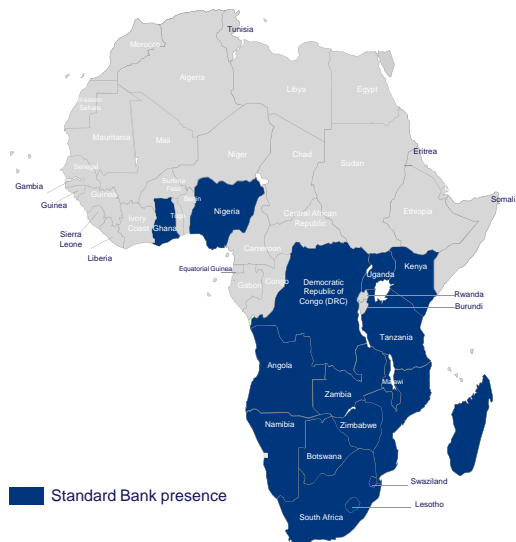 Tunisia
Morocco
Algeria
Libya
Egypt
Western
Sahara
Mauritania
Mali
Niger
Chad
Sudan
Eritrea
Senegal
Gambia
Guinea
Guinea
Burkina
Faso
Benin
Togo
Ivory
Coast
Ghana
Nigeria
Sierra
Leone
Liberia
Central African
Republic
Ethiopia
Somali
Cameroon
Equatorial Guinea
Gabon
Congo
Democratic
Republic of
Congo (DRC)
Uganda
Kenya
Rwanda
Burundi
Tanzania
Angola
Zambia
Malawi
Namibia
Zimbabwe
Botswana
Swaziland
Lesotho
South Africa
Standard Bank presence